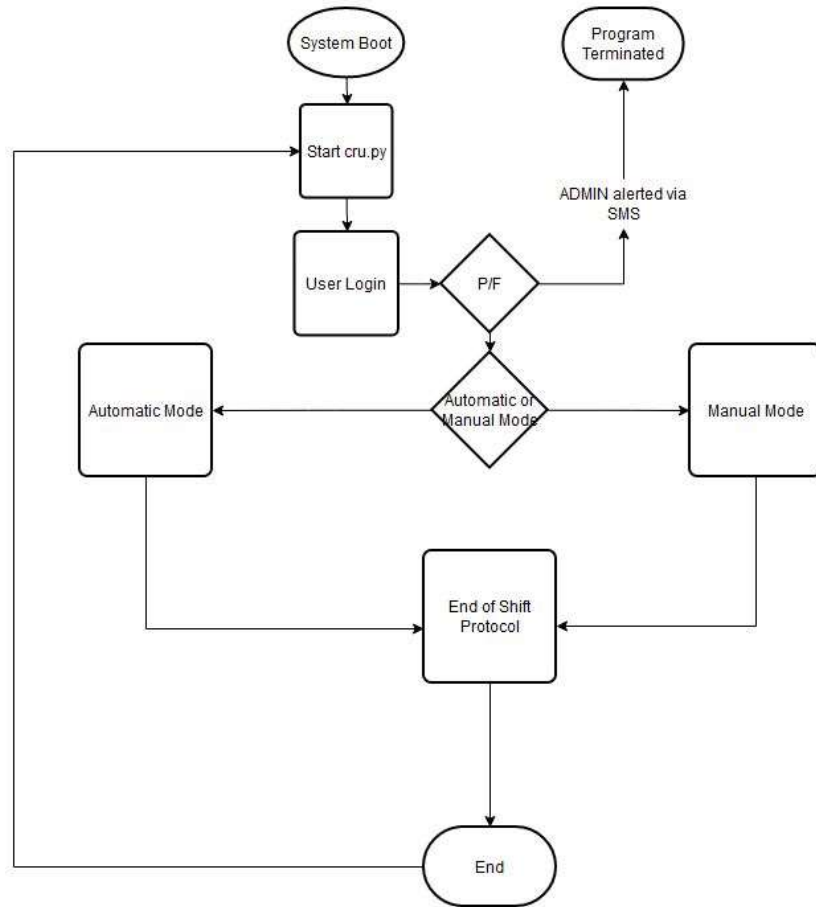 System Boot
Program
Terminated
Start cru.py
ADMIN alerted via
SMS
User Login
P/F
Automatic Mode
Automatic or
Manual Mode
Manual Mode
End of Shift
Protocol
End